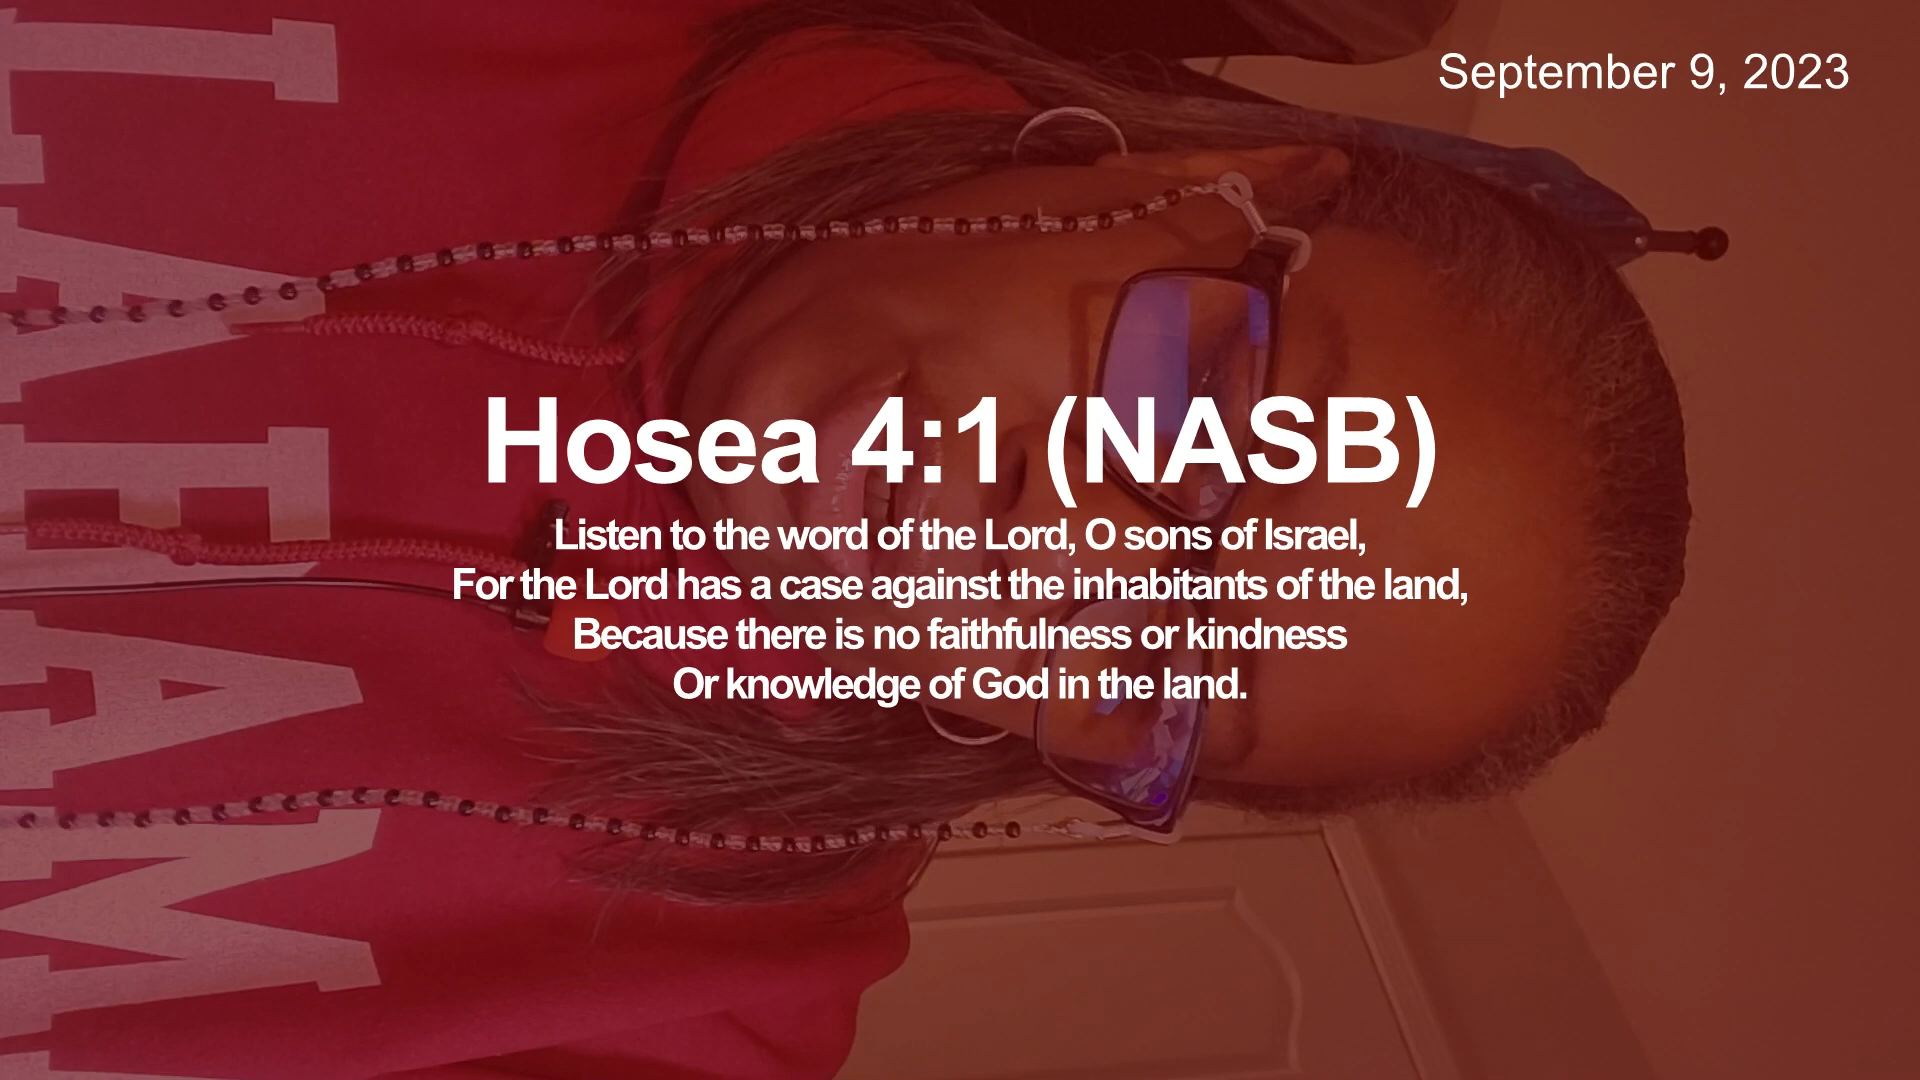 September 9, 2023
Hosea 4:1 (NASB)
Listen to the word of the Lord, O sons of Israel,
For the Lord has a case against the inhabitants of the land,
Because there is no faithfulness or kindness
Or knowledge of God in the land.